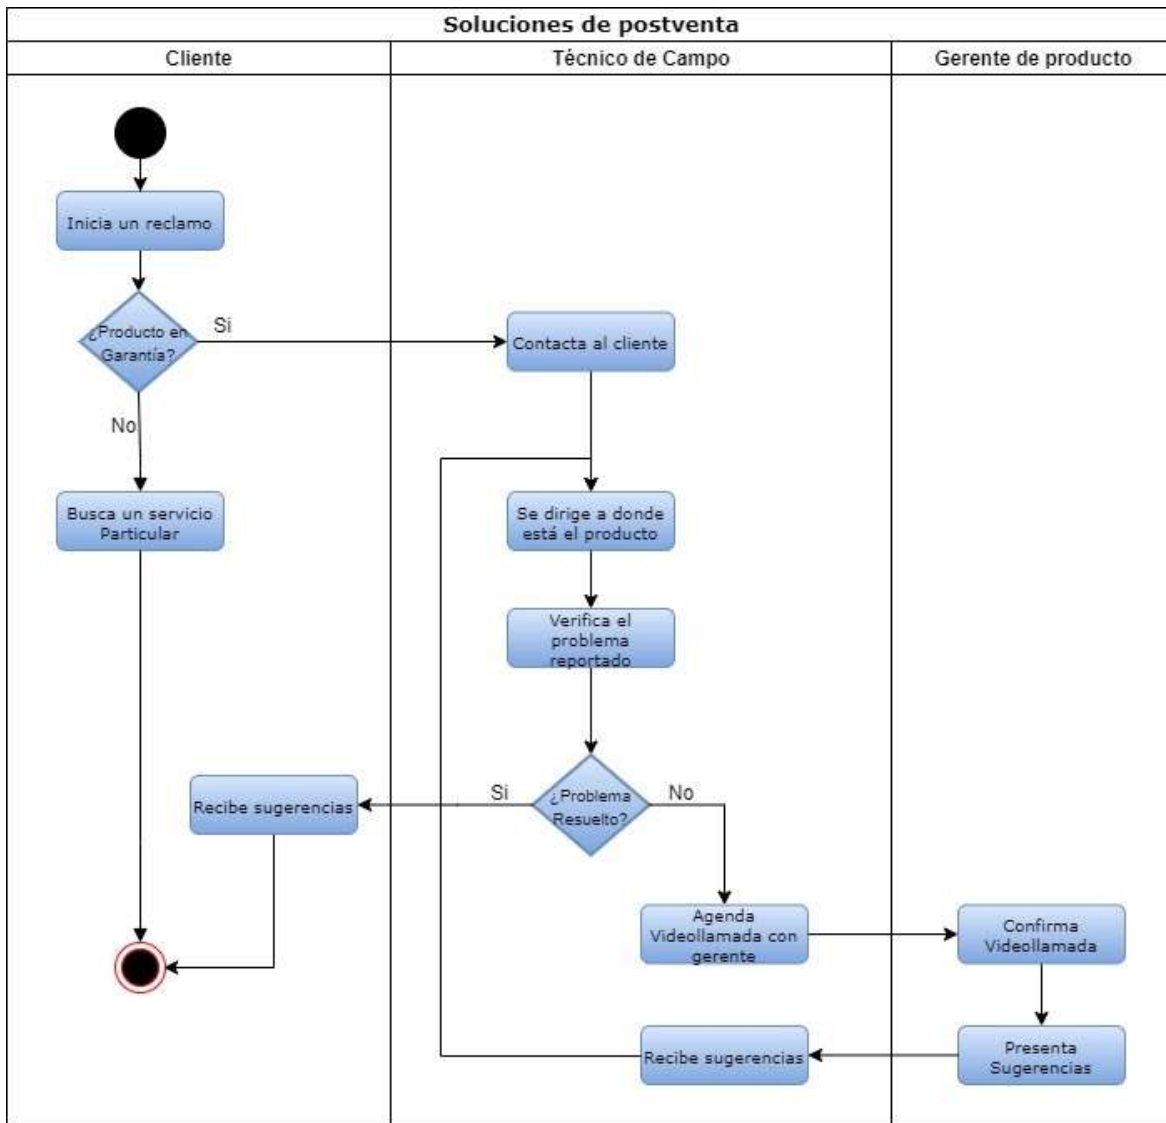 Soluciones de postventa
Cliente
Técnico de Campo
Gerente de producto
Inicia un reclamo
¿Producto en
Garantía?
Si
Contacta al cliente
No
Busca un servicio
Particular
Se dirige a donde
está el producto
Verifica el
problema
reportado
Recibe sugerencias
Si
¿Problema
Resuelto?
No
Agenda
Videollamada con
gerente
Confirma
Videollamada
Recibe sugerencias
Presenta
Sugerencias